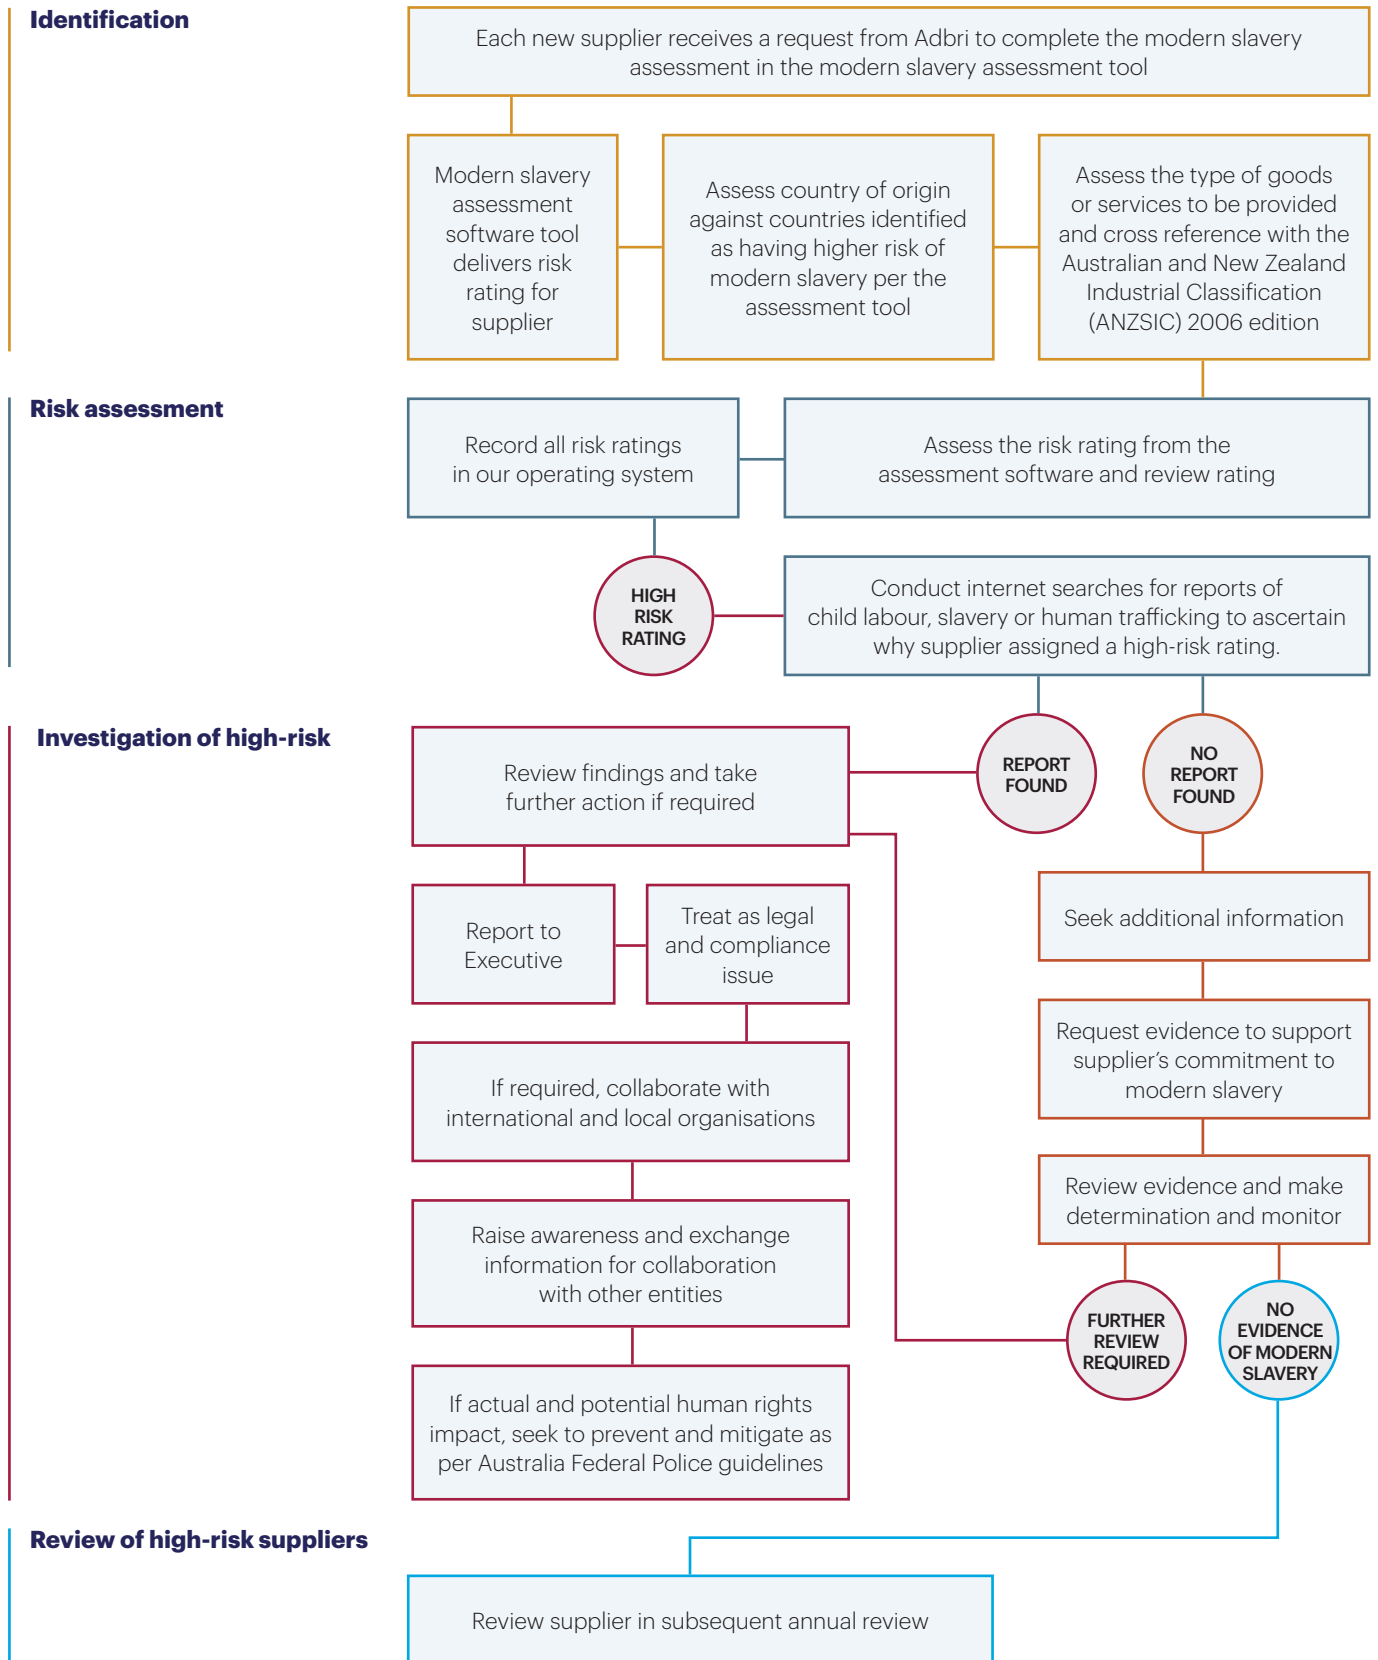 Identification
Each new supplier receives a request from Adbri to complete the modern slavery
assessment in the modern slavery assessment tool
Modern slavery
assessment
software tool
delivers risk
rating for
supplier
Assess country of origin
against countries identified
as having higher risk of
modern slavery per the
assessment tool
Assess the type of goods
or services to be provided
and cross reference with the
Australian and New Zealand
Industrial Classification
(ANZSIC) 2006 edition
Risk assessment
Record all risk ratings
in our operating system
Assess the risk rating from the
assessment software and review rating
HIGH
RISK
RATING
Conduct internet searches for reports of
child labour, slavery or human trafficking to ascertain
why supplier assigned a high-risk rating.
Investigation of high-risk
Review findings and take
further action if required
REPORT
FOUND
NO
REPORT
FOUND
Report to
Executive
Treat as legal
and compliance
issue
Seek additional information
If required, collaborate with
international and local organisations
Request evidence to support
supplier's commitment to
modern slavery
Raise awareness and exchange
information for collaboration
with other entities
Review evidence and make
determination and monitor
FURTHER
REVIEW
REQUIRED
NO
EVIDENCE
OF MODERN
SLAVERY
If actual and potential human rights
impact, seek to prevent and mitigate as
per Australia Federal Police guidelines
Review of high-risk suppliers
Review supplier in subsequent annual review